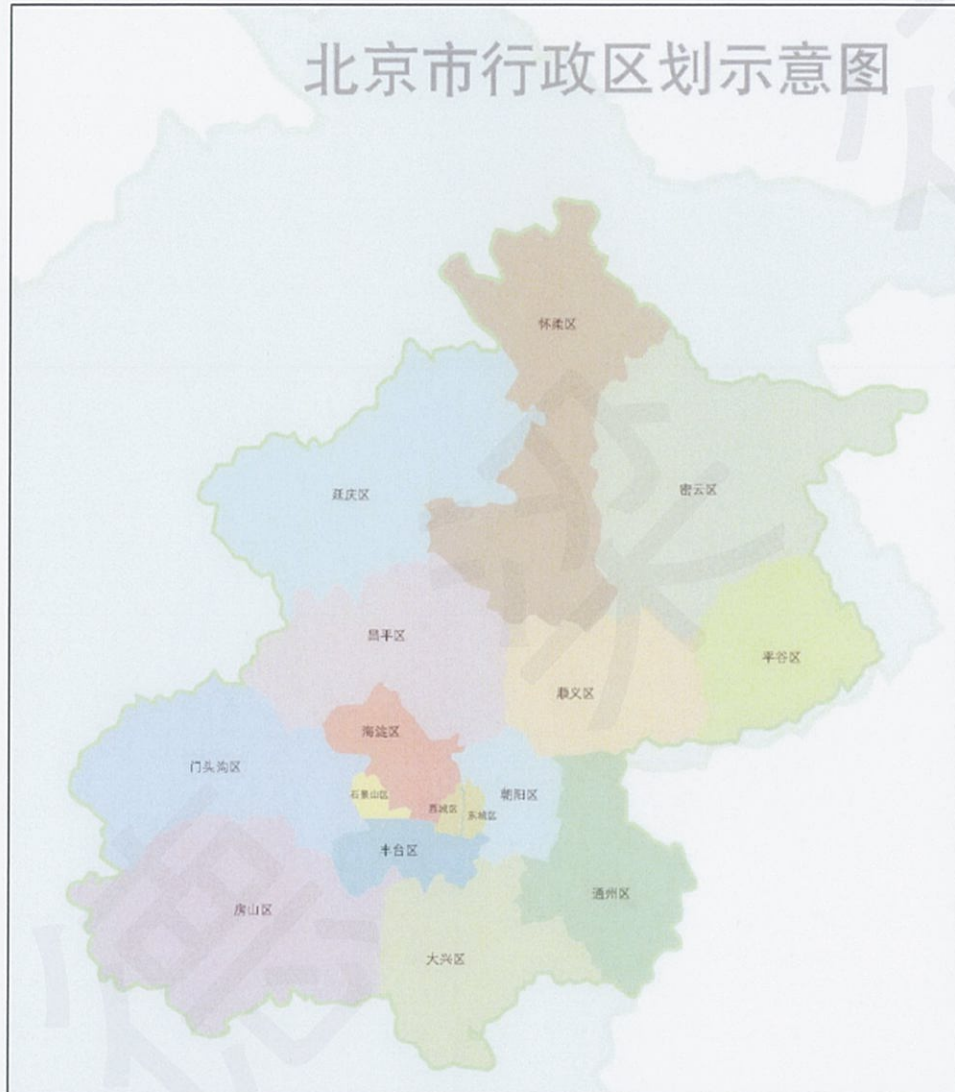 北京市行政区划示意图
怀柔区
延庆区
密云区
昌平区
平谷区
顺义区
海淀区
门头沟区
石景山区
西城区
东城区
朝阳区
丰台区
通州区
房山区
大兴区